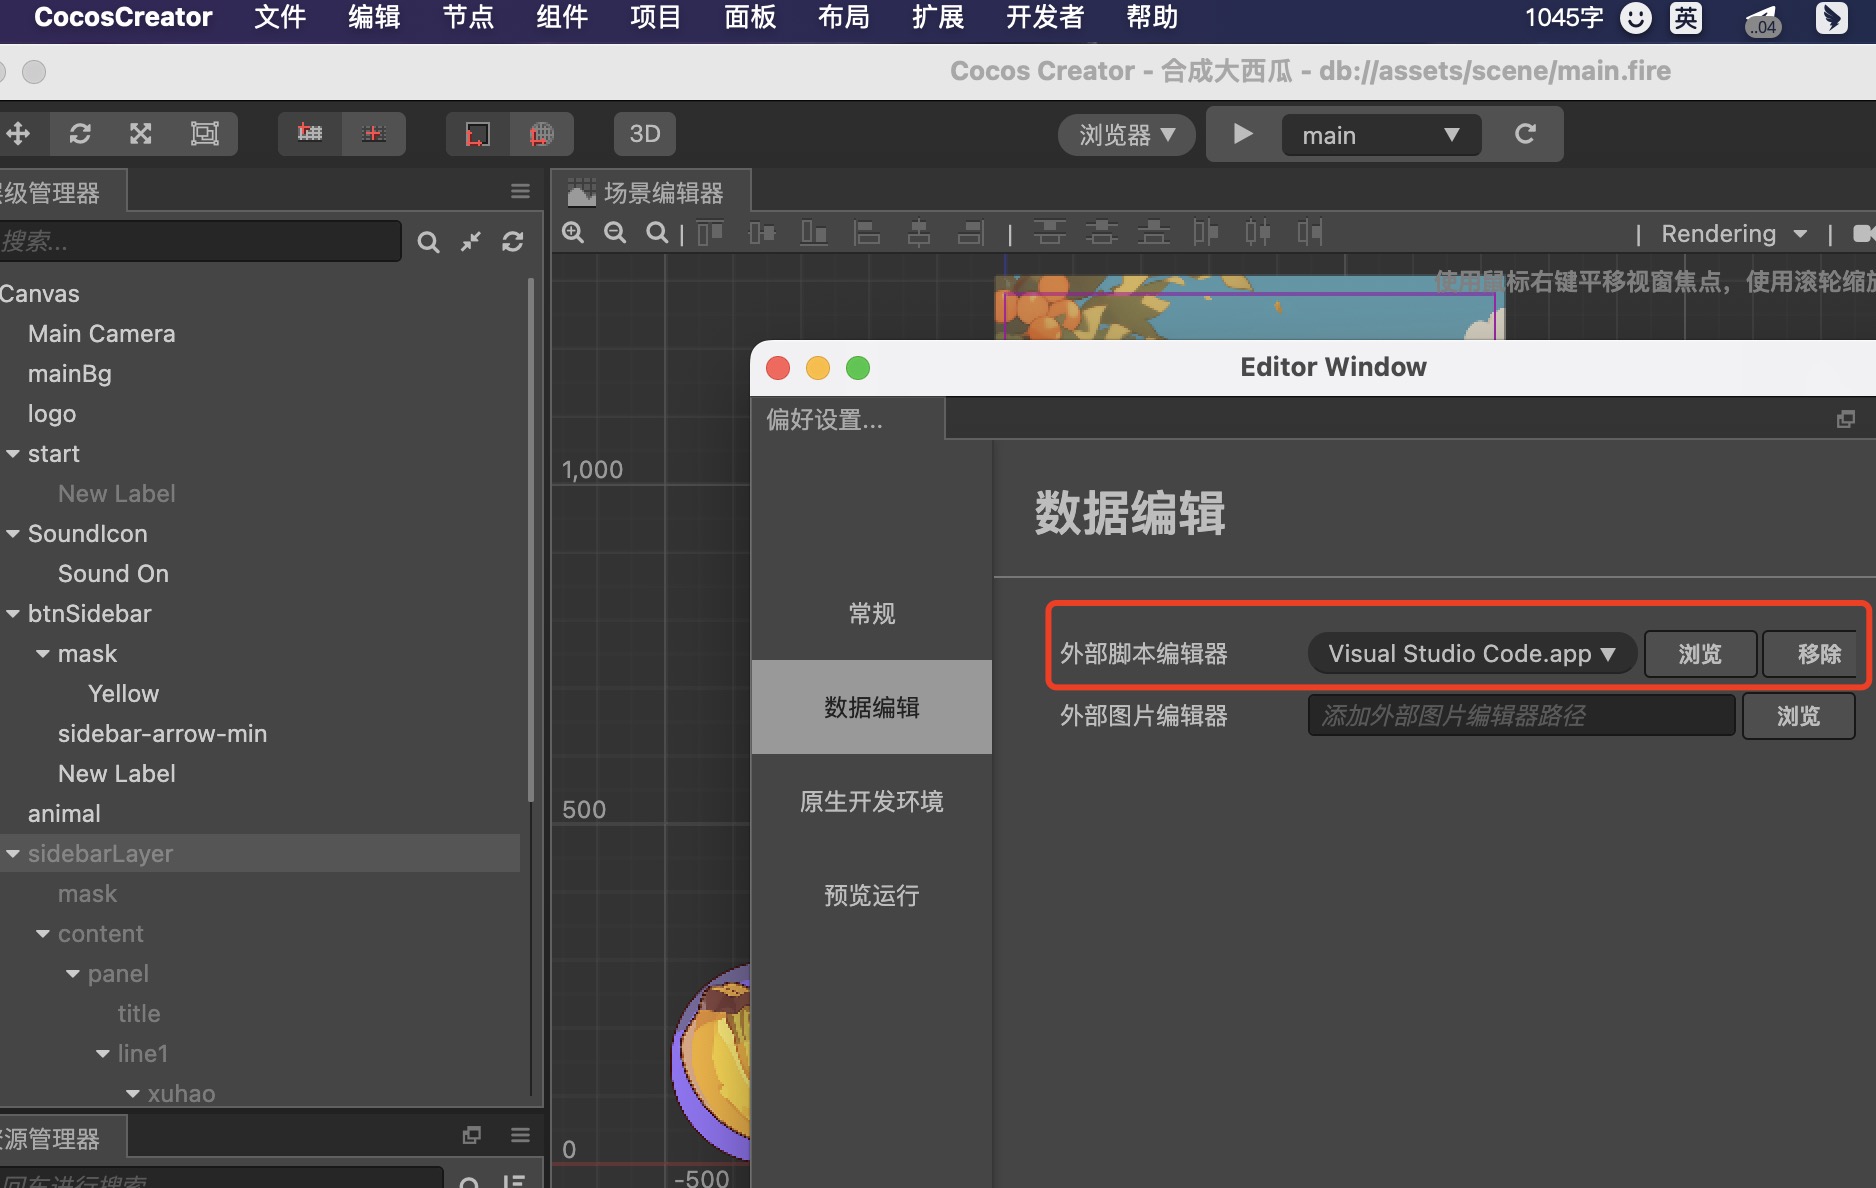 CocosCreator 文件 编辑 节点 组件 项目 面板 布局 扩展 开发者 帮助 1045字 英 ..04
Cocos Creator - 合成大西瓜 - db://assets/scene/main.fire
3D 浏览器 main
级管理器
搜索...
Canvas
Main Camera
mainBg
logo
start
New Label
SoundIcon
Sound On
btnSidebar
mask
Yellow
sidebar-arrow-min
New Label
animal
sidebarLayer
mask
content
panel
title
line1
xuhao
源管理器
回车进行搜索
场景编辑器
Rendering
使用鼠标右键平移视窗焦点，使用滚轮缩放
1,000
500
0
-500
Editor Window
偏好设置...
常规
数据编辑
原生开发环境
预览运行
数据编辑
外部脚本编辑器 Visual Studio Code.app 浏览 移除
外部图片编辑器 添加外部图片编辑器路径 浏览